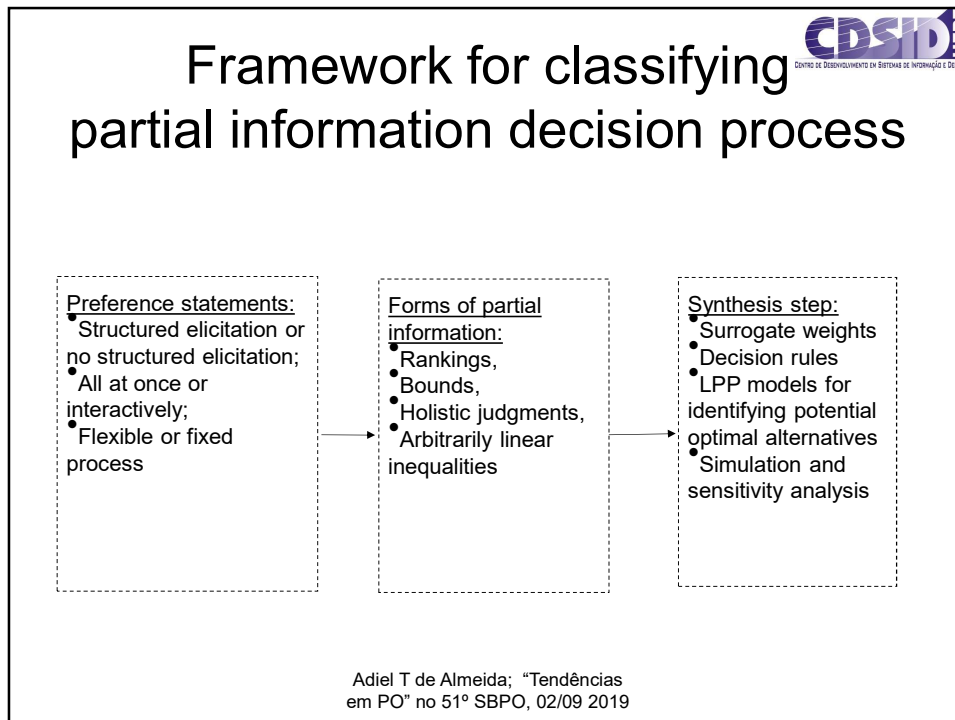 CDSID
CENTRO DE DESENVOLVIMENTO EM SISTEMAS DE INFORMAÇÃO E DE
Framework for classifying
partial information decision process
Preference statements:
•Structured elicitation or
no structured elicitation;
•All at once or
interactively;
•Flexible or fixed
process
Forms of partial
information:
•Rankings,
•Bounds,
•Holistic judgments,
•Arbitrarily linear
inequalities
Synthesis step:
•Surrogate weights
•Decision rules
•LPP models for
identifying potential
optimal alternatives
•Simulation and
sensitivity analysis
Adiel T de Almeida; “Tendências
em PO” no 51º SBPO, 02/09 2019